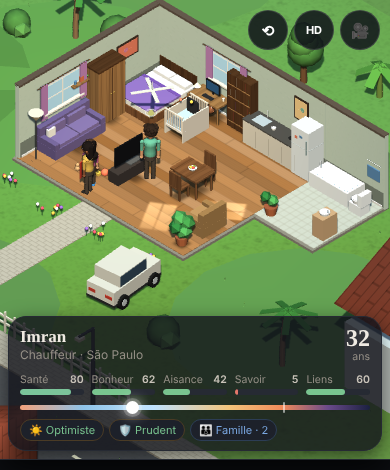 HD
Imran
32
Chauffeur · São Paulo
ans
Santé 80 Bonheur 62 Aisance 42 Savoir 5 Liens 60
Optimiste Prudent Famille · 2